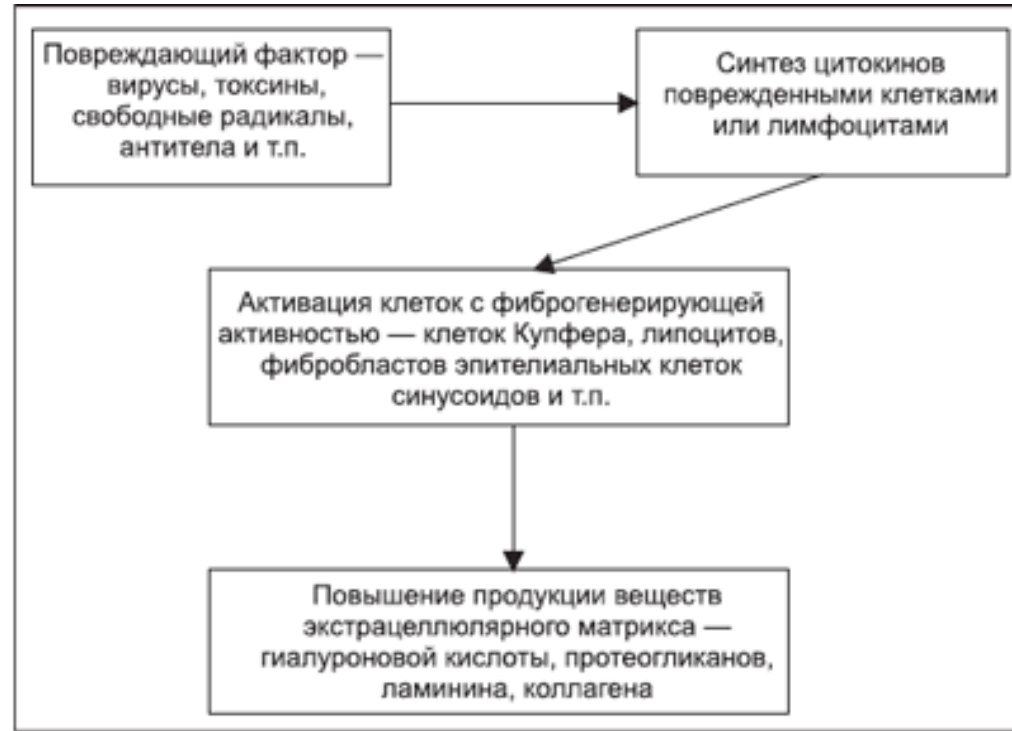 Повреждающий фактор —
вирусы, токсины,
свободные радикалы,
антитела и т.п.
Синтез цитокинов
поврежденными клетками
или лимфоцитами
Активация клеток с фиброгенерирующей
активностью — клеток Купфера, липоцитов,
фибробластов эпителиальных клеток
синусоидов и т.п.
Повышение продукции веществ
экстрацеллюлярного матрикса —
гиалуроновой кислоты, протеогликанов,
ламинина, коллагена